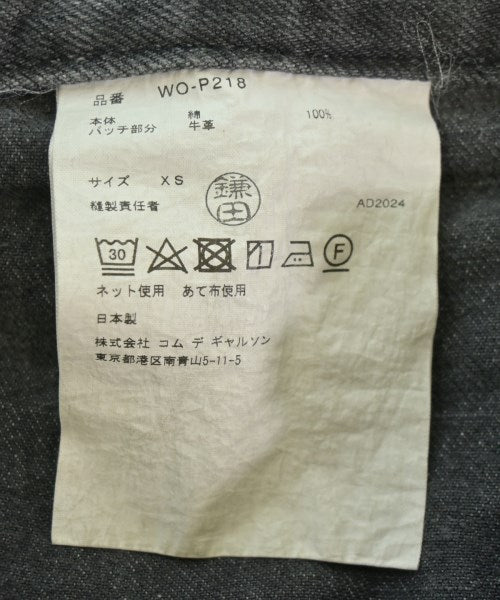 品番 WO-P218
本体 綿 100%
パッチ部分 牛革
サイズ XS
縫製責任者 鎌田 AD2024
30 F
ネット使用 あて布使用
日本製
株式会社 コム デ ギャルソン
東京都港区南青山5-11-5